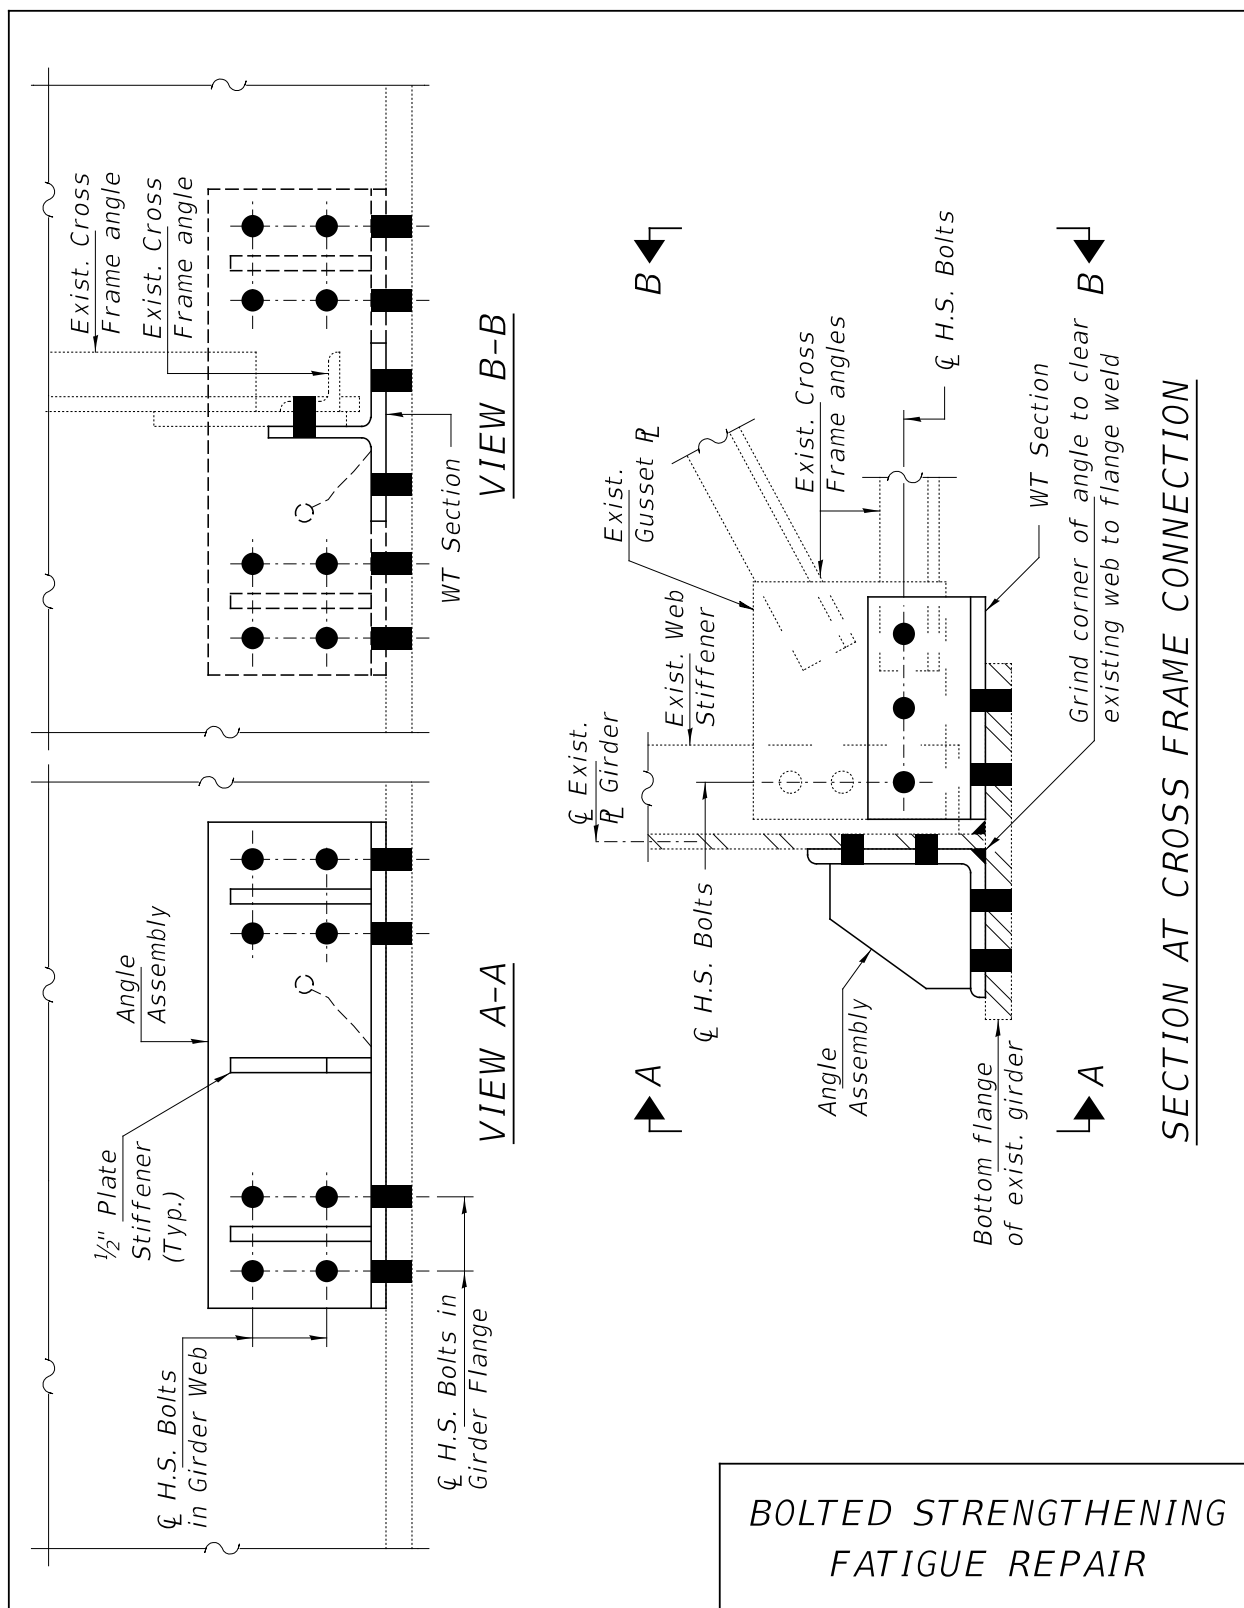 Exist. Cross
Frame angle
Exist. Cross
Frame angle
WT Section
VIEW B-B
Angle
Assembly
½" Plate
Stiffener
(Typ.)
℄ H.S. Bolts
in Girder Web
℄ H.S. Bolts in
Girder Flange
VIEW A-A
B
B
℄ H.S. Bolts
Exist. Cross
Frame angles
Exist.
Gusset ⅊
Exist. Web
Stiffener
℄ Exist.
⅊ Girder
℄ H.S. Bolts
WT Section
Grind corner of angle to clear
existing web to flange weld
Angle
Assembly
A
A
Bottom flange
of exist. girder
SECTION AT CROSS FRAME CONNECTION
BOLTED STRENGTHENING
FATIGUE REPAIR